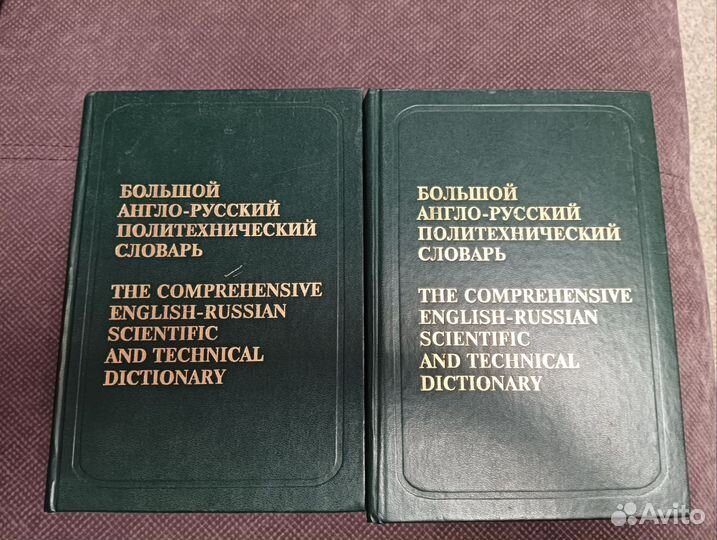 БОЛЬШОЙ
АНГЛО-РУССКИЙ
ПОЛИТЕХНИЧЕСКИЙ
СЛОВАРЬ
THE COMPREHENSIVE
ENGLISH-RUSSIAN
SCIENTIFIC
AND TECHNICAL
DICTIONARY
БОЛЬШОЙ
АНГЛО-РУССКИЙ
ПОЛИТЕХНИЧЕСКИЙ
СЛОВАРЬ
THE COMPREHENSIVE
ENGLISH-RUSSIAN
SCIENTIFIC
AND TECHNICAL
DICTIONARY
Avito